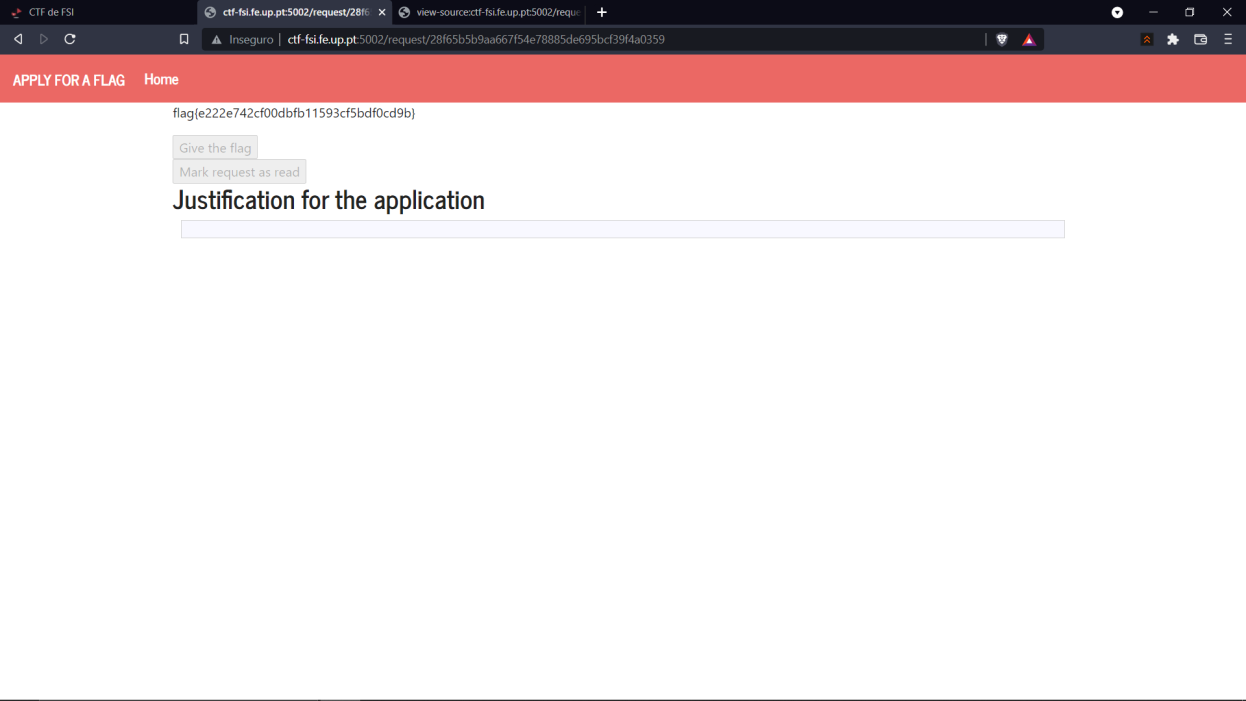 CTF de FSI
ctf-fsi.fe.up.pt:5002/request/28f6
view-source:ctf-fsi.fe.up.pt:5002/reque
Inseguro
ctf-fsi.fe.up.pt:5002/request/28f65b5b9aa667f54e78885de695bcf39f4a0359
APPLY FOR A FLAG
Home
flag{e222e742cf00dbfb11593cf5bdf0cd9b}
Give the flag
Mark request as read
Justification for the application